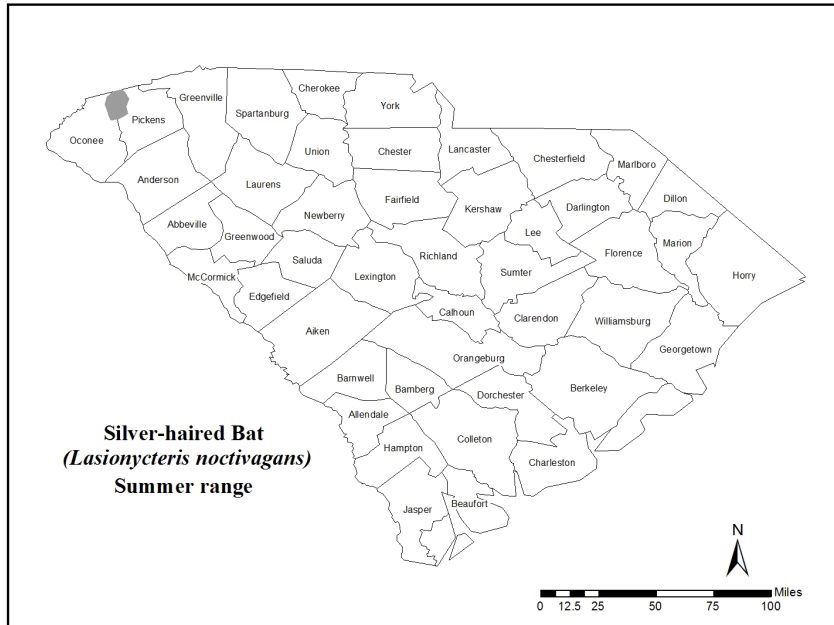 Cherokee
Greenville
York
Spartanburg
Pickens
Oconee
Union
Chester
Lancaster
Chesterfield
Marlboro
Anderson
Laurens
Dillon
Fairfield
Kershaw
Darlington
Newberry
Abbeville
Lee
Greenwood
Marion
Richland
Florence
Saluda
Horry
McCormick
Lexington
Sumter
Edgefield
Calhoun
Clarendon
Williamsburg
Aiken
Georgetown
Orangeburg
Barnwell
Bamberg
Berkeley
Dorchester
Allendale
Silver-haired Bat
(Lasionycteris noctivagans)
Summer range
Colleton
Hampton
Charleston
Beaufort
Jasper
N
Miles
0 12.5 25 50 75 100